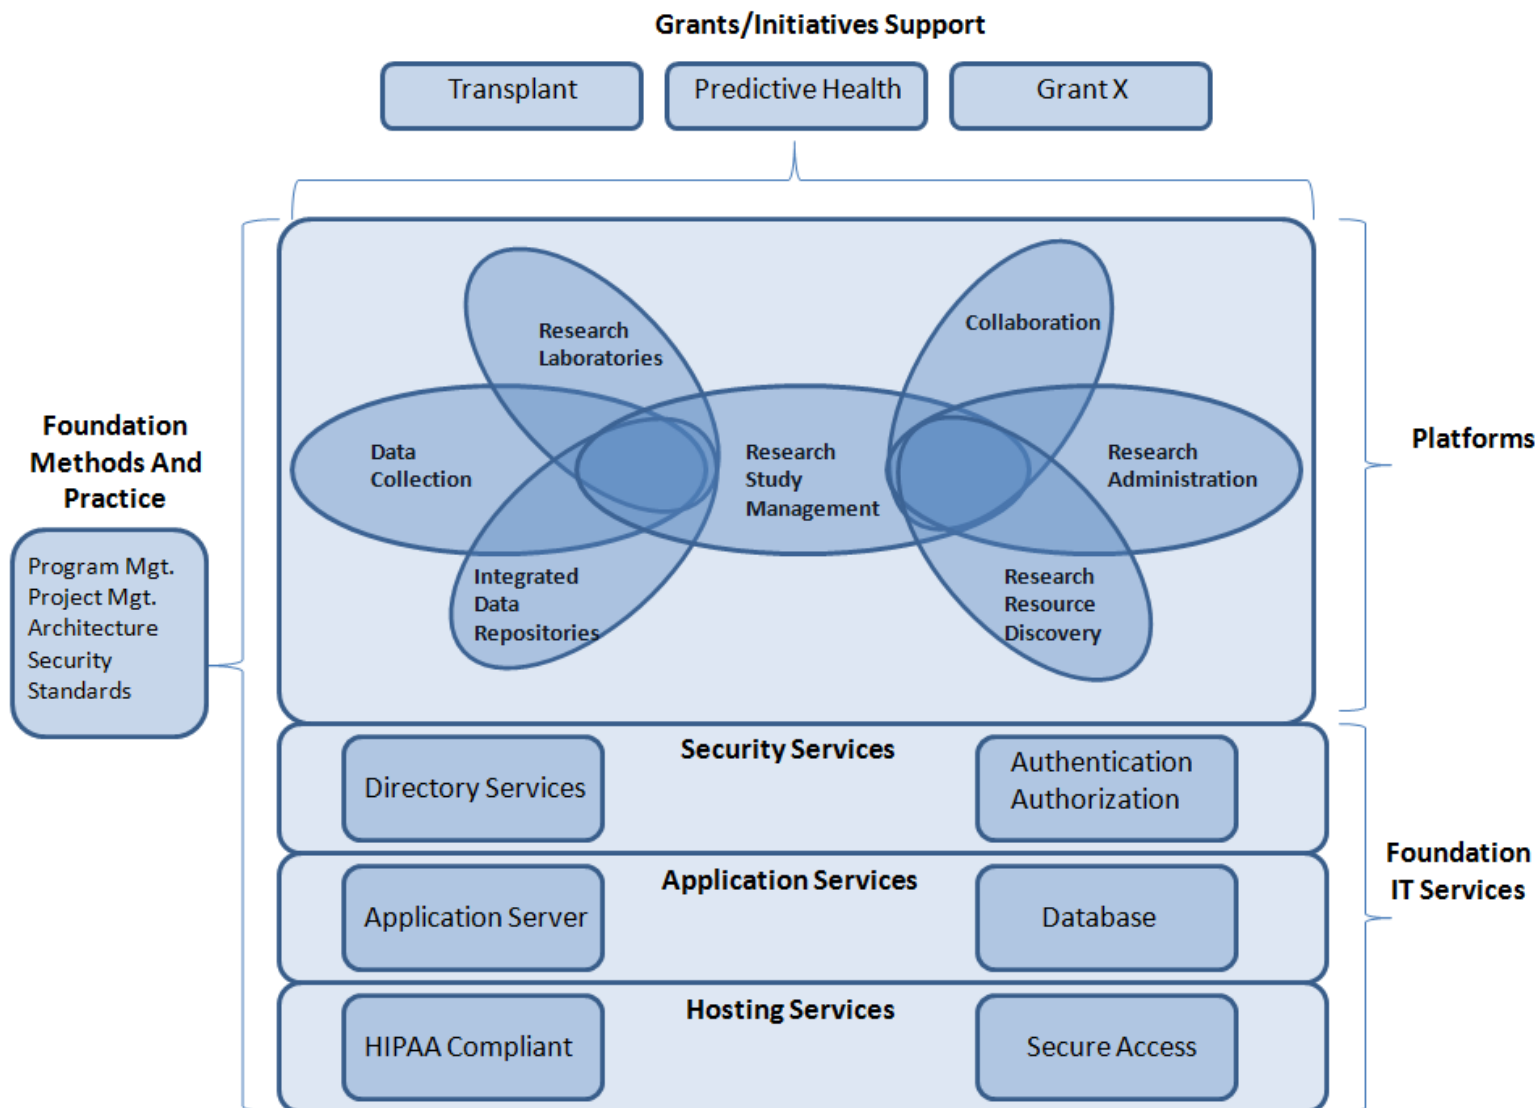 Grants/Initiatives Support
Transplant
Predictive Health
Grant X
Research
Laboratories
Collaboration
Data
Collection
Research
Study
Management
Research
Administration
Integrated
Data
Repositories
Research
Resource
Discovery
Foundation
Methods And
Practice
Program Mgt.
Project Mgt.
Architecture
Security
Standards
Platforms
Security Services
Directory Services
Authentication
Authorization
Application Services
Application Server
Database
Hosting Services
HIPAA Compliant
Secure Access
Foundation
IT Services